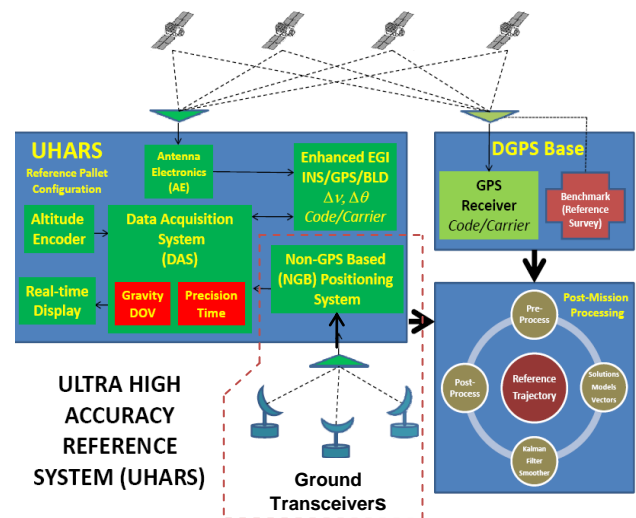 UHARS
Reference Pallet
Configuration
Antenna
Electronics
(AE)
Enhanced EGI
INS/GPS/BLD
Δν, Δθ
Code/Carrier
Altitude
Encoder
Data Acquisition
System
(DAS)
Gravity
DOV
Precision
Time
Real-time
Display
Non-GPS Based
(NGB) Positioning
System
DGPS Base
GPS
Receiver
Code/Carrier
Benchmark
(Reference
Survey)
Post-Mission
Processing
Pre-
Process
Post-
Process
Reference
Trajectory
Solutions
Models
Vectors
Kalman
Filter
Smoother
ULTRA HIGH
ACCURACY
REFERENCE
SYSTEM (UHARS)
Ground
Transceivers